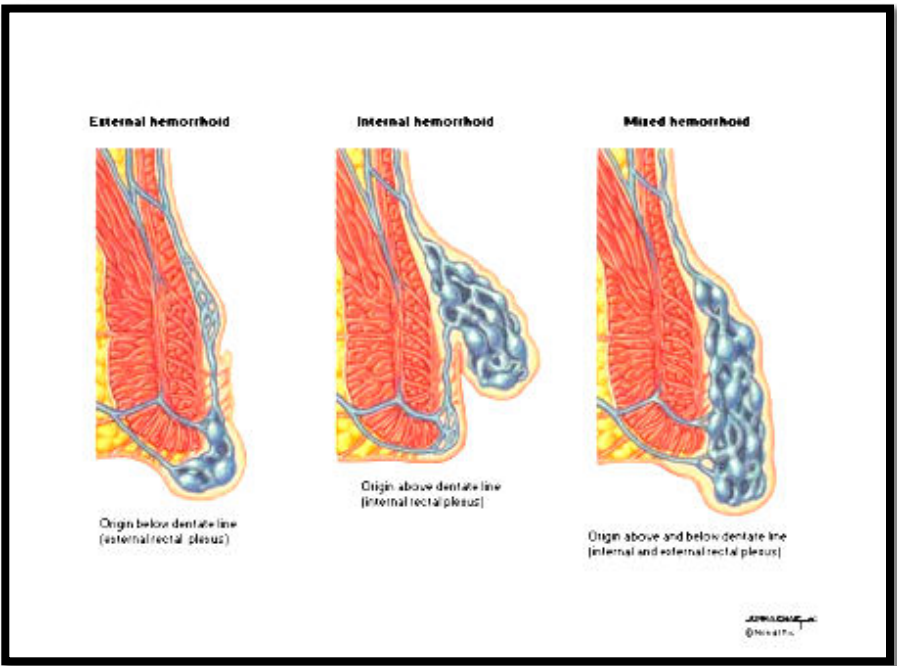 External hemorrhoid
Internal hemorrhoid
Mixed hemorrhoid
Origin below dentate line
(external rectal plexus)
Origin above dentate line
(internal rectal plexus)
Origin above and below dentate line
(internal and external rectal plexus)